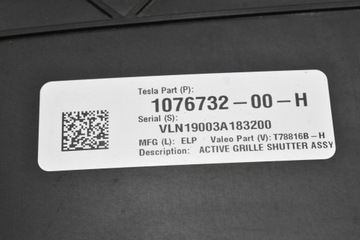 Tesla Part (P):
1076732-00-H
Serial (S):
VLN19003A183200
MFG (L): ELP Valeo Part (V): T78816B-H
Description: ACTIVE GRILLE SHUTTER ASSY